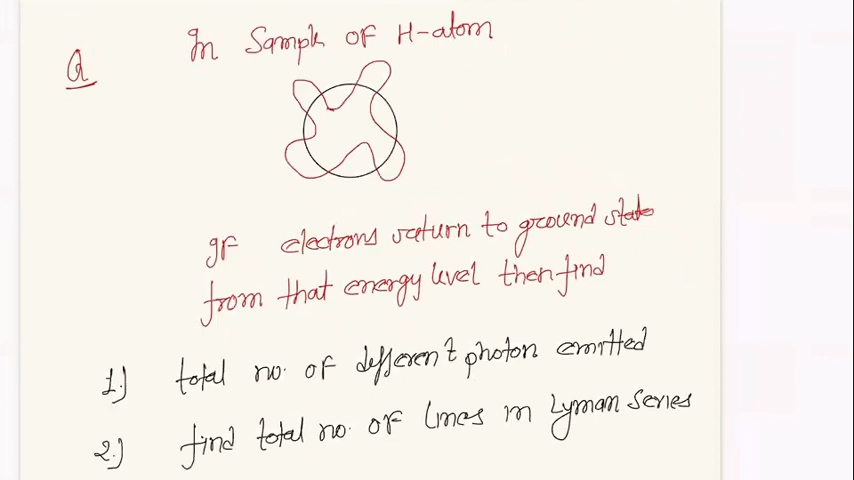 Q In Sample of H-atom
IF electrons return to ground state
from that energy level then find
1.) total no. of different photon emitted
2.) find total no. of lines in Lyman Series